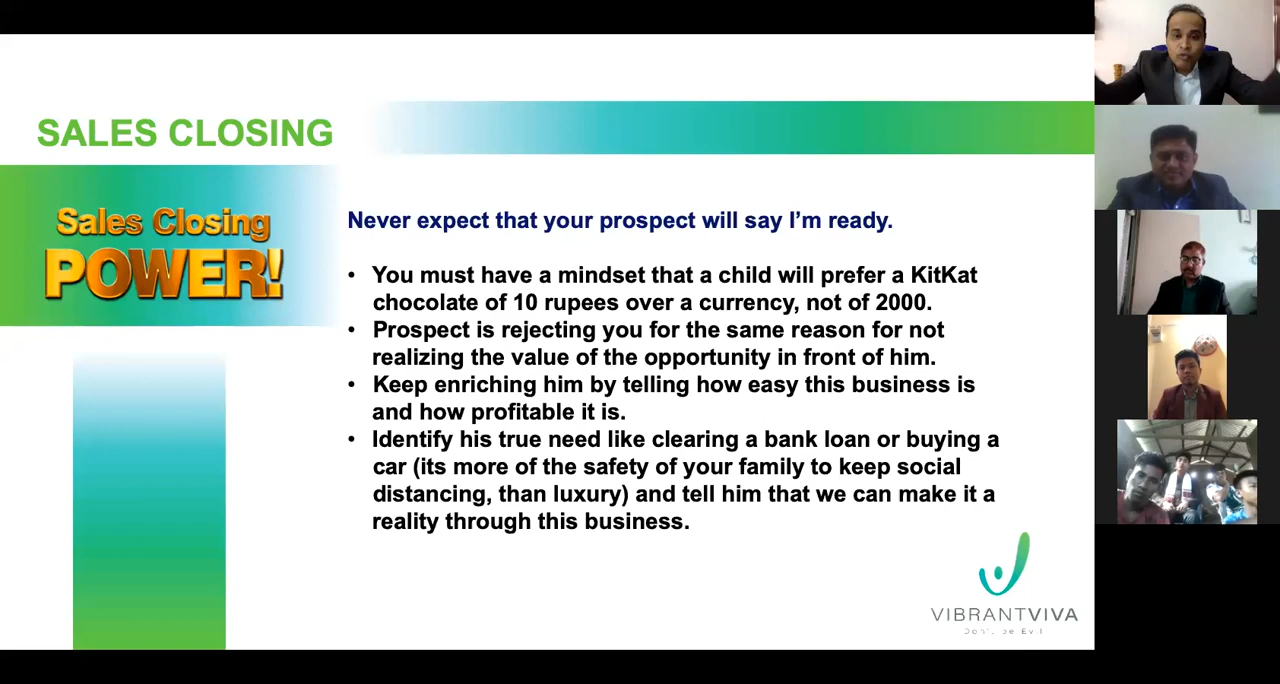 SALES CLOSING
Sales Closing
POWER!
Never expect that your prospect will say I'm ready.
• You must have a mindset that a child will prefer a KitKat
chocolate of 10 rupees over a currency, not of 2000.
• Prospect is rejecting you for the same reason for not
realizing the value of the opportunity in front of him.
• Keep enriching him by telling how easy this business is
and how profitable it is.
• Identify his true need like clearing a bank loan or buying a
car (its more of the safety of your family to keep social
distancing, than luxury) and tell him that we can make it a
reality through this business.
VIBRANTVIVA
Don't be Evil